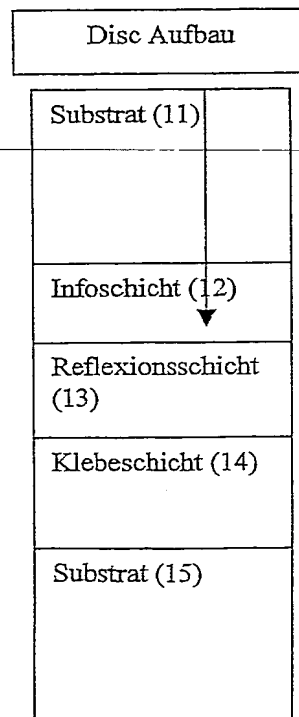 Disc Aufbau
Substrat (11)
Infoschicht (12)
Reflexionsschicht
(13)
Klebeschicht (14)
Substrat (15)